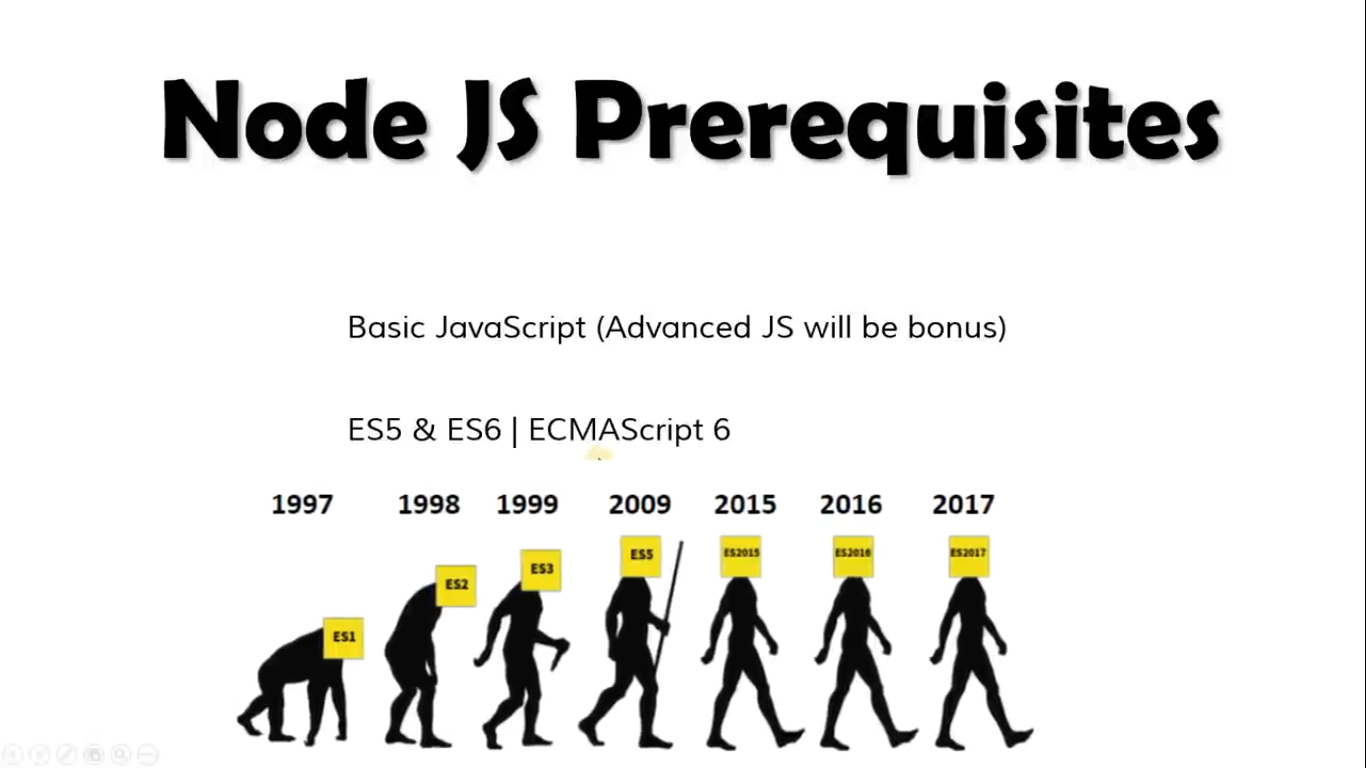 Node JS Prerequisites
Basic JavaScript (Advanced JS will be bonus)
ES5 & ES6 | ECMAScript 6
1997 1998 1999 2009 2015 2016 2017
ES1 ES2 ES3 ES5 ES2015 ES2016 ES2017